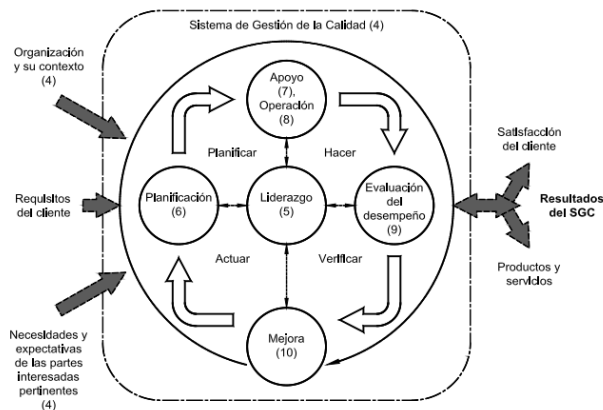 Sistema de Gestión de la Calidad (4)
Organización
y su contexto
(4)
Apoyo
(7),
Operación
(8)
Satisfacción
del cliente
Planificar
Hacer
Requisitos
del cliente
Planificación
(6)
Liderazgo
(5)
Evaluación
del
desempeño
(9)
Resultados
del SGC
Actuar
Verificar
Productos y
servicios
Mejora
(10)
Necesidades y
expectativas
de las partes
interesadas
pertinentes
(4)